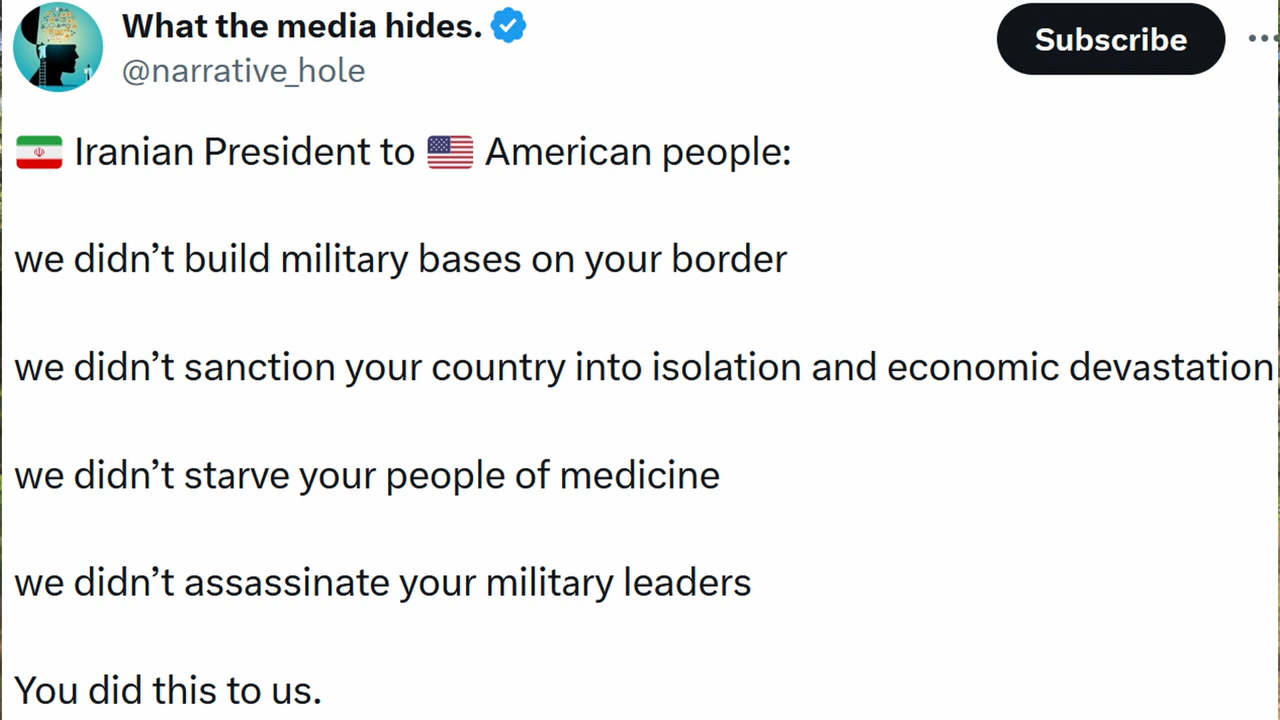 What the media hides.
Subscribe
@narrative_hole
🇮🇷 Iranian President to 🇺🇸 American people:
we didn’t build military bases on your border
we didn’t sanction your country into isolation and economic devastation
we didn’t starve your people of medicine
we didn’t assassinate your military leaders
You did this to us.